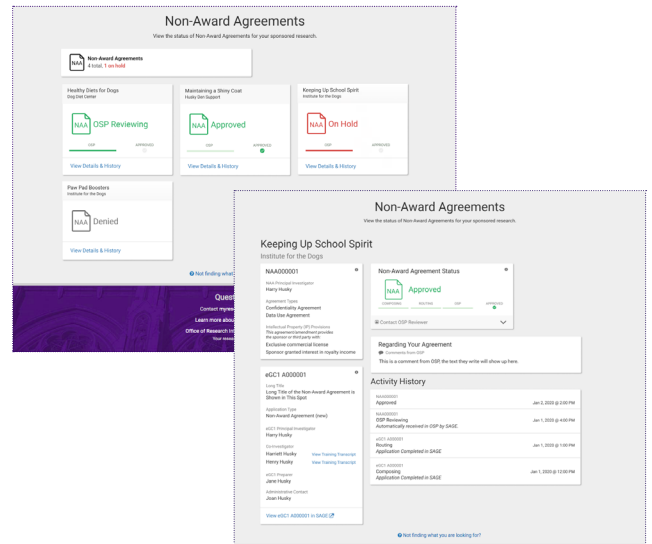 Non-Award Agreements
View the status of Non-Award Agreements for your sponsored research.
NAA
Non-Award Agreements
4 total, 1 on hold
Healthy Diets for Dogs
Dog Diet Center
NAA OSP Reviewing
OSP APPROVED
View Details & History
Maintaining a Shiny Coat
Husky Diet Support
NAA Approved
OSP APPROVED
View Details & History
Keeping Up School Spirit
Institute for the Dogs
NAA On Hold
OSP APPROVED
View Details & History
Paw Pad Boosters
Institute for the Dogs
NAA Denied
View Details & History
Not finding what
Quest
Contact myres
Learn more abou
Office of Research In
Your resea
Non-Award Agreements
View the status of Non-Award Agreements for your sponsored research.
Keeping Up School Spirit
Institute for the Dogs
NAA000001
NAA Principal Investigator
Harry Husky
Agreement Types
Confidentiality Agreement
Data Use Agreement
Intellectual Property (IP) Provisions
This agreement/amendment provides
the sponsor or third party with:
Exclusive commercial license
Sponsor granted interest in royalty income
eGC1 A000001
Long Title
Long Title of the Non-Award Agreement is
Shown in This Spot
Application Type
Non-Award Agreement (new)
eGC1 Principal Investigator
Harry Husky
Co-Investigator
Harriett Husky View Training Transcript
Henry Husky View Training Transcript
eGC1 Preparer
Jane Husky
Administrative Contact
Joan Husky
View eGC1 A000001 in SAGE
Non-Award Agreement Status
NAA Approved
COMPOSING ROUTING OSP APPROVED
Contact OSP Reviewer
Regarding Your Agreement
Comments from OSP
This is a comment from OSP, the text they write will show up here.
Activity History
NAA000001
Approved Jan 2, 2020 @ 2:00 PM
NAA000001
OSP Reviewing Jan 1, 2020 @ 4:00 PM
Automatically received in OSP by SAGE
eGC1 A000001
Routing Jan 1, 2020 @ 1:00 PM
Application Completed in SAGE
eGC1 A000001
Composing Jan 1, 2020 @ 12:00 PM
Application Completed in SAGE
Not finding what you are looking for?